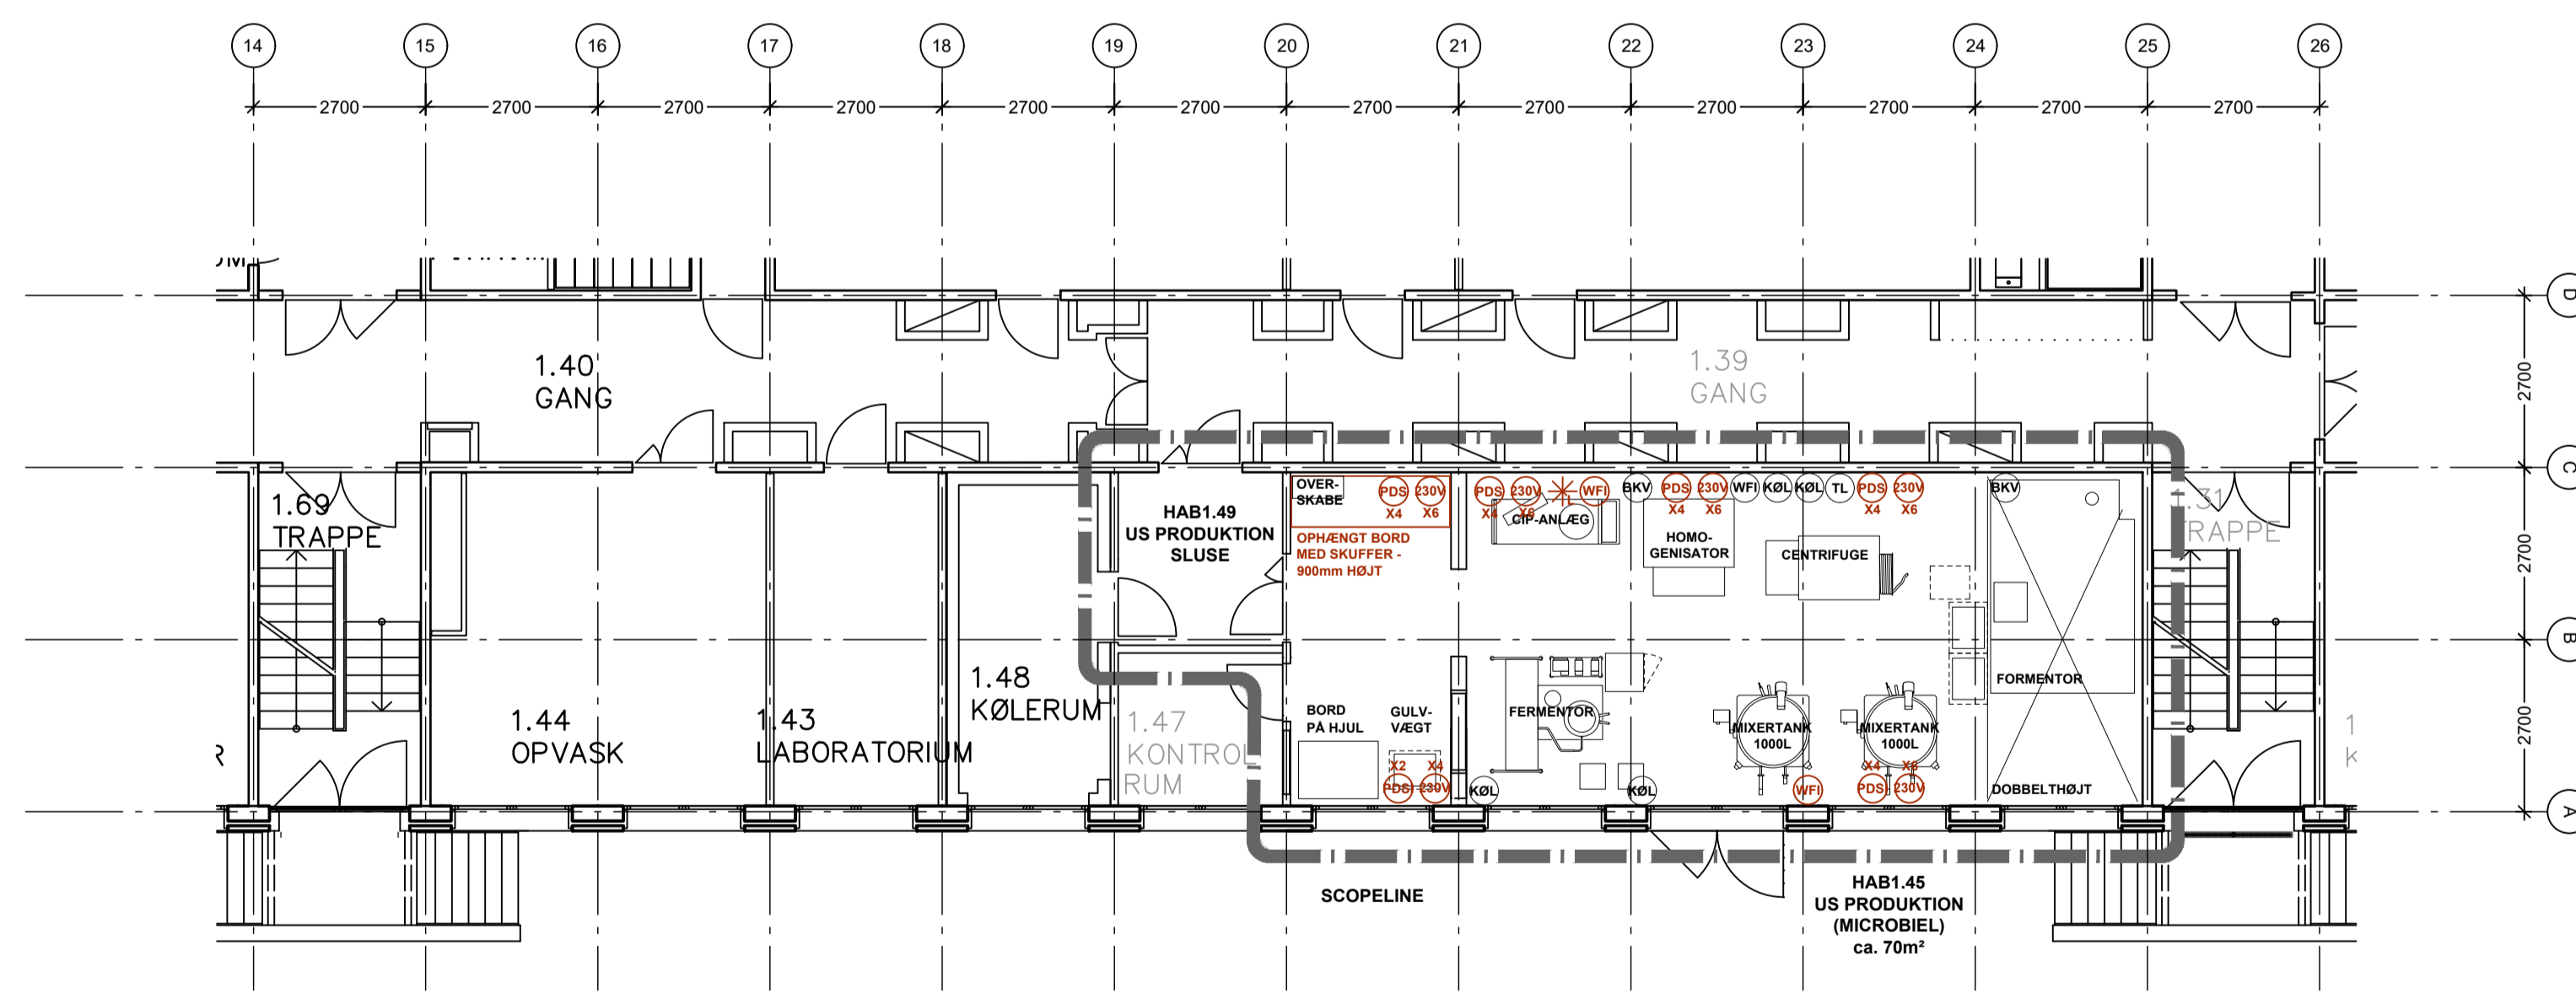 14 15 16 17 18 19 20 21 22 23 24 25 26
2700 2700 2700 2700 2700 2700 2700 2700 2700 2700 2700 2700
D
1.40
GANG
1.39
GANG
2700
C
1.69
TRAPPE
HAB1.49
US PRODUKTION
SLUSE
OVER-
SKABE
PDS
X4
230V
X6
OPHÆNGT BORD
MED SKUFFER -
900mm HØJT
PDS
X4
230V
X6
L
WFI
CIP-ANLÆG
BKV
PDS
X4
230V
X6
WFI
KØL
KØL
TL
PDS
X4
230V
X6
BKV
HOMO-
GENISATOR
CENTRIFUGE
1.31
TRAPPE
2700
B
1.44
OPVASK
1.43
LABORATORIUM
1.48
KØLERUM
1.47
KONTROL
RUM
BORD
PÅ HJUL
GULV-
VÆGT
X2
PDS
X4
230V
KØL
FERMENTOR
KØL
MIXERTANK
1000L
WFI
MIXERTANK
1000L
X4
PDS
230V
FORMENTOR
DOBBELTHØJT
2700
A
R
1
K
SCOPELINE
HAB1.45
US PRODUKTION
(MICROBIEL)
ca. 70m²